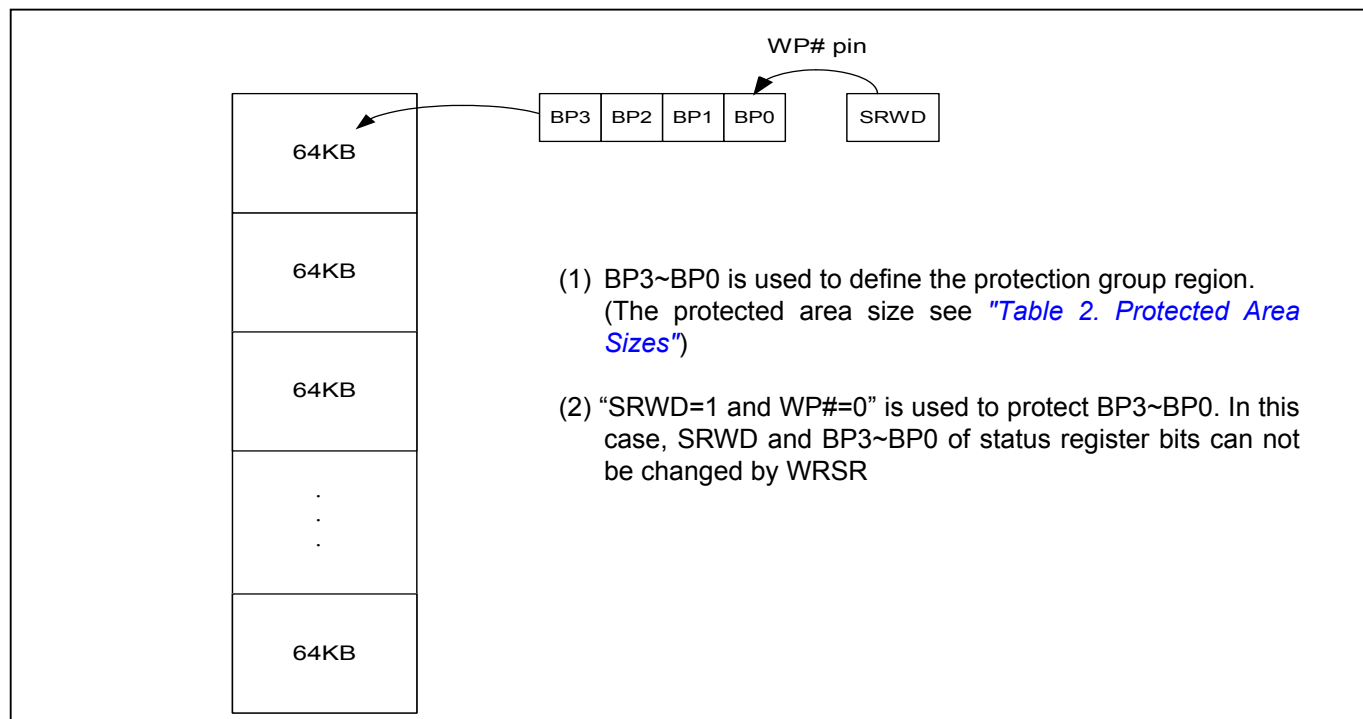 WP# pin
BP3 BP2 BP1 BP0 SRWD
64KB
64KB
64KB
.
.
.
64KB
(1) BP3~BP0 is used to define the protection group region.
(The protected area size see "Table 2. Protected Area
Sizes")
(2) “SRWD=1 and WP#=0” is used to protect BP3~BP0. In this
case, SRWD and BP3~BP0 of status register bits can not
be changed by WRSR